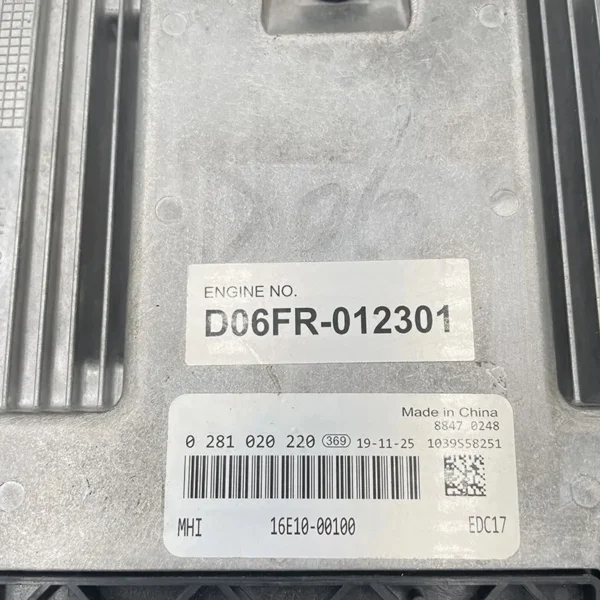 D06
ENGINE NO.
D06FR-012301
Made in China
8847 0248
0 281 020 220 369 19-11-25 1039S58251
MHI 16E10-00100 EDC17